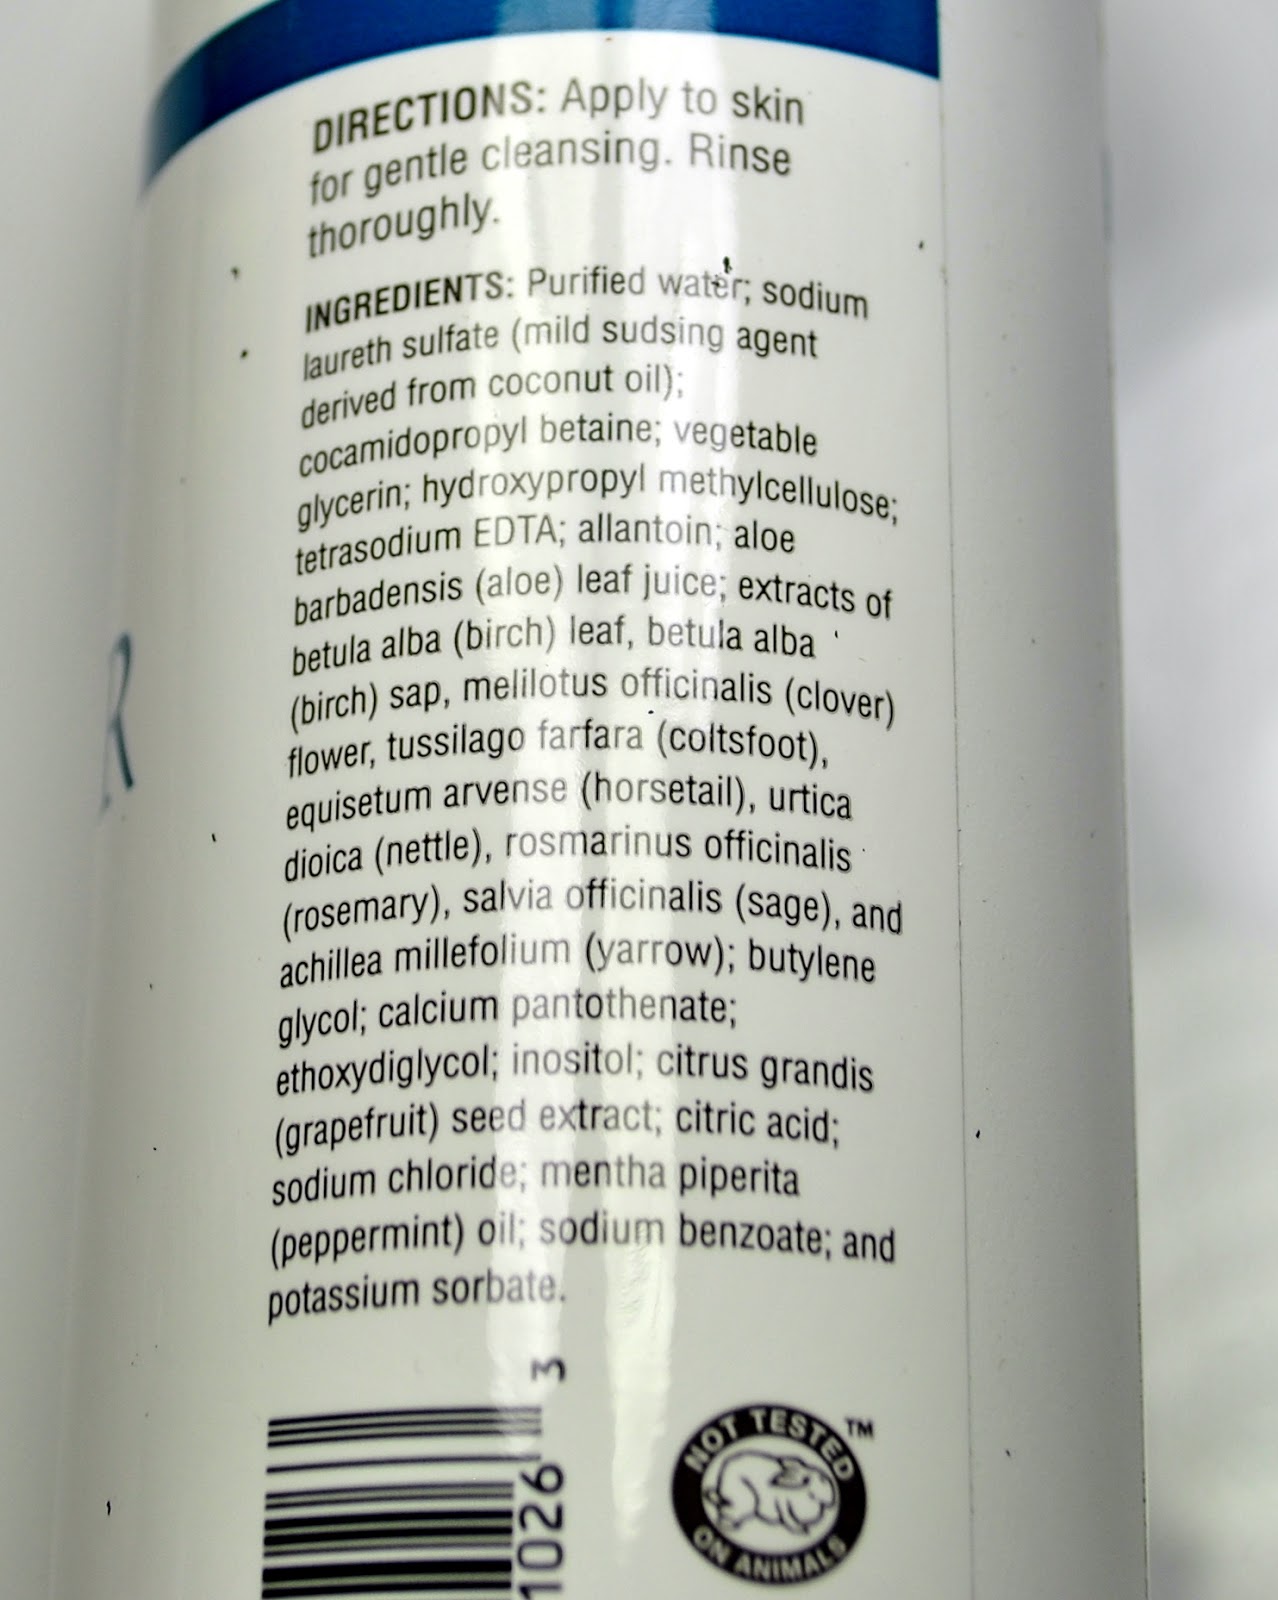 DIRECTIONS: Apply to skin
for gentle cleansing. Rinse
thoroughly.
INGREDIENTS: Purified water; sodium
laureth sulfate (mild sudsing agent
derived from coconut oil);
cocamidopropyl betaine; vegetable
glycerin; hydroxypropyl methylcellulose;
tetrasodium EDTA; allantoin; aloe
barbadensis (aloe) leaf juice; extracts of
betula alba (birch) leaf, betula alba
(birch) sap, melilotus officinalis (clover)
flower, tussilago farfara (coltsfoot),
equisetum arvense (horsetail), urtica
dioica (nettle), rosmarinus officinalis
(rosemary), salvia officinalis (sage), and
achillea millefolium (yarrow); butylene
glycol; calcium pantothenate;
ethoxydiglycol; inositol; citrus grandis
(grapefruit) seed extract; citric acid;
sodium chloride; mentha piperita
(peppermint) oil; sodium benzoate; and
potassium sorbate.
R
1026 3
NOT TESTED
ON ANIMALS
TM